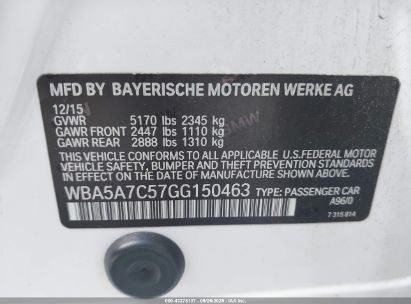 MFD BY BAYERISCHE MOTOREN WERKE AG
12/15
GVWR 5170 lbs 2345 kg
GAWR FRONT 2447 lbs 1110 kg
GAWR REAR 2888 lbs 1310 kg
THIS VEHICLE CONFORMS TO ALL APPLICABLE U.S.FEDERAL MOTOR
VEHICLE SAFETY, BUMPER AND THEFT PREVENTION STANDARDS
IN EFFECT ON THE DATE OF MANUFACTURE SHOWN ABOVE.
WBA5A7C57GG150463 TYPE: PASSENGER CAR
A96/0
7 315 814